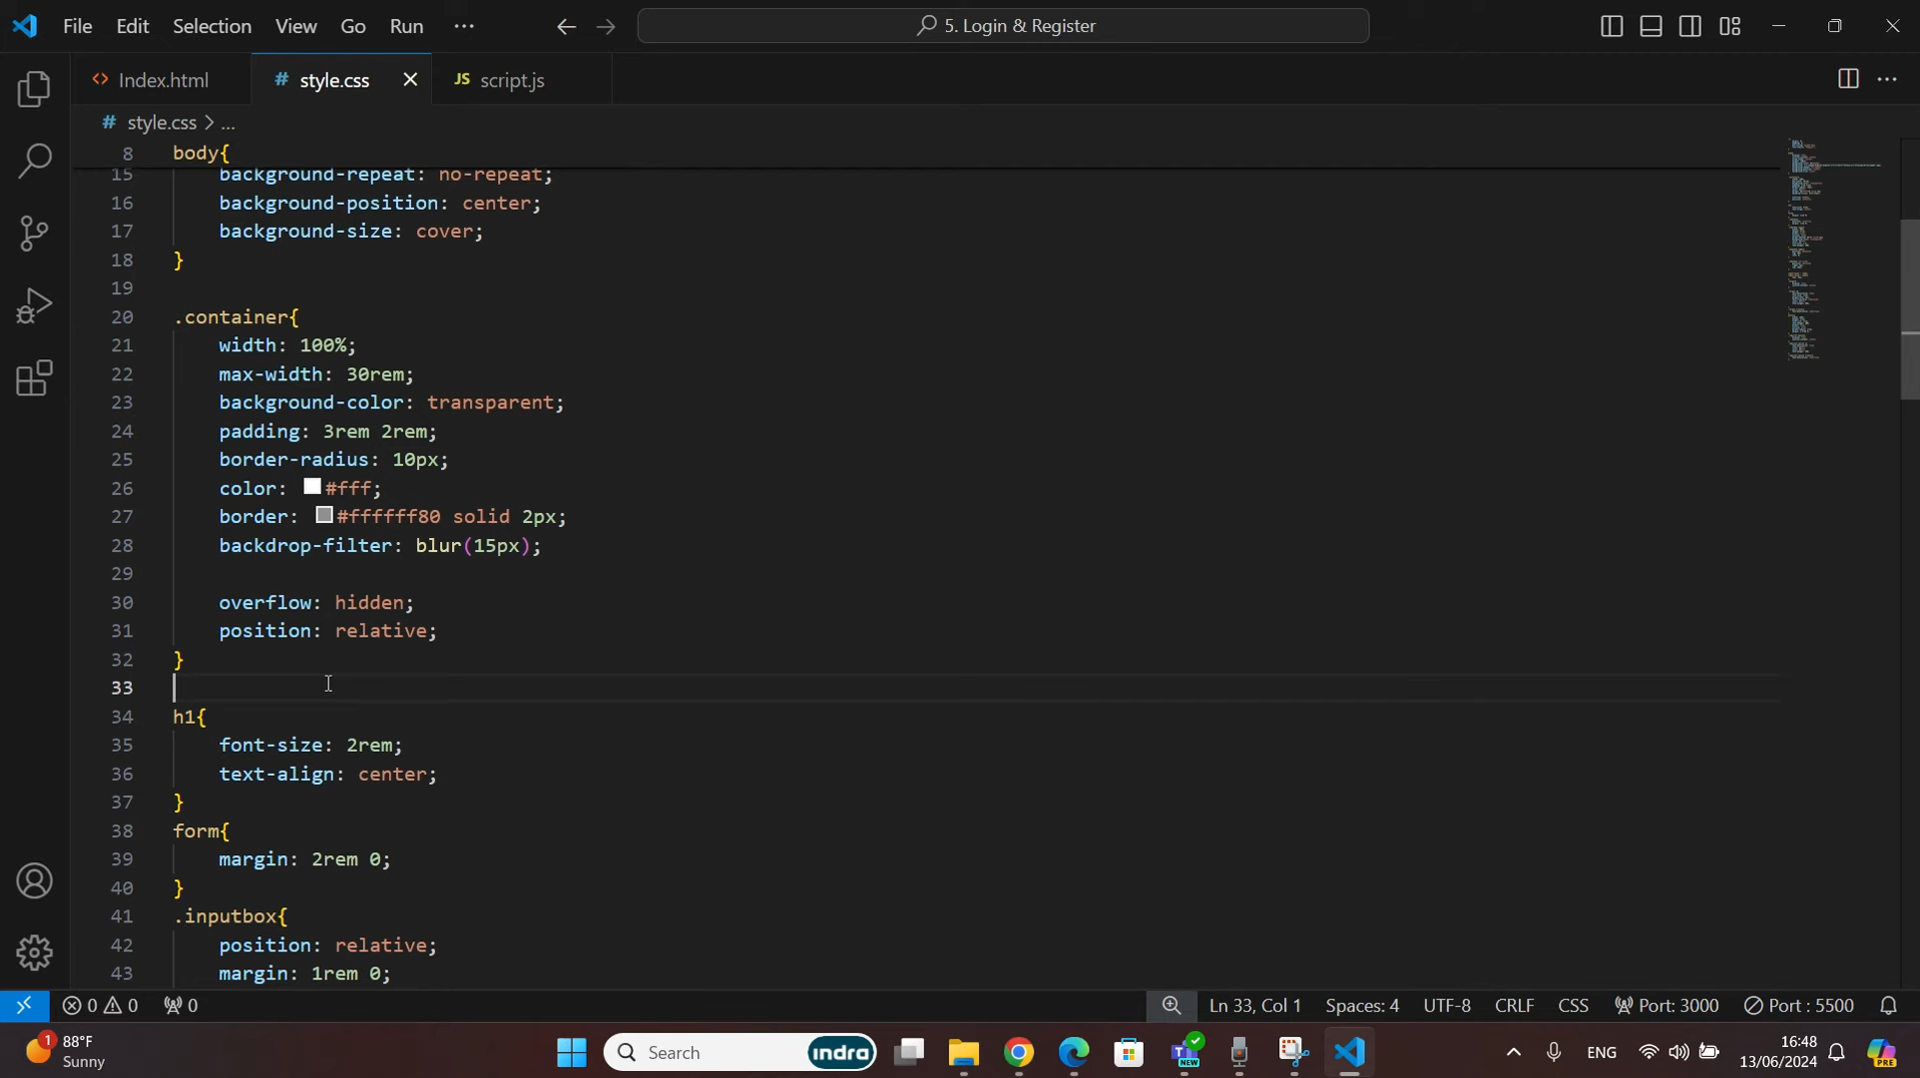 File Edit Selection View Go Run ··· 5. Login & Register
<> Index.html # style.css JS script.js
# style.css > ...
8 body{
15 background-repeat: no-repeat;
16 background-position: center;
17 background-size: cover;
18 }
19
20 .container{
21 width: 100%;
22 max-width: 30rem;
23 background-color: transparent;
24 padding: 3rem 2rem;
25 border-radius: 10px;
26 color: #fff;
27 border: #ffffff80 solid 2px;
28 backdrop-filter: blur(15px);
29
30 overflow: hidden;
31 position: relative;
32 }
33
34 h1{
35 font-size: 2rem;
36 text-align: center;
37 }
38 form{
39 margin: 2rem 0;
40 }
41 .inputbox{
42 position: relative;
43 margin: 1rem 0;
0 0 0 Ln 33, Col 1 Spaces: 4 UTF-8 CRLF CSS Port: 3000 Port : 5500
1 88°F Search indra NEW ENG 16:48 PRE
Sunny 13/06/2024